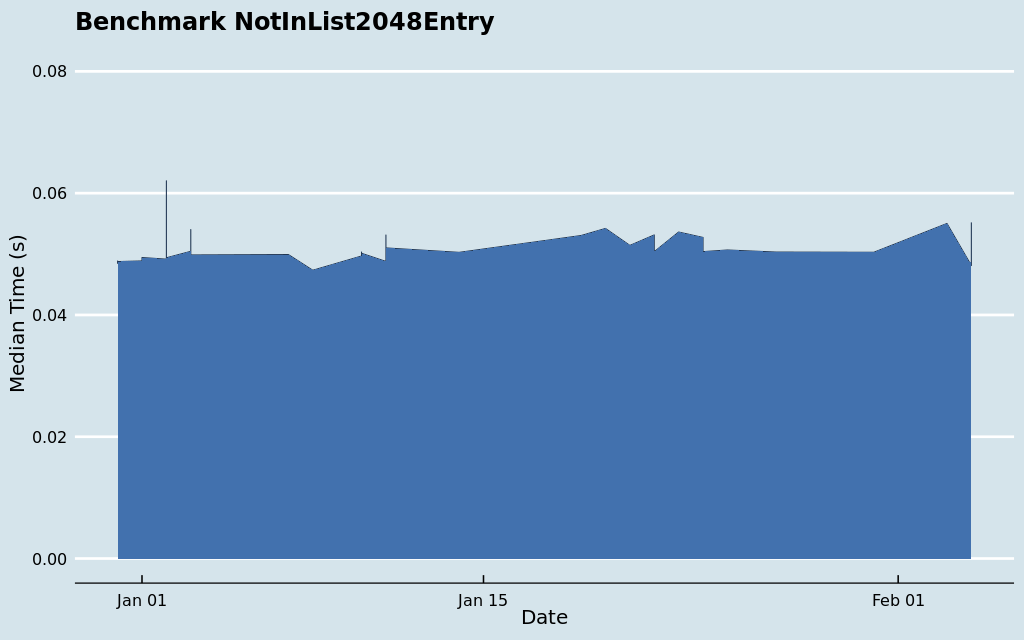 Benchmark NotInList2048Entry
Median Time (s)
0.08
0.06
0.04
0.02
0.00
Jan 01
Jan 15
Feb 01
Date